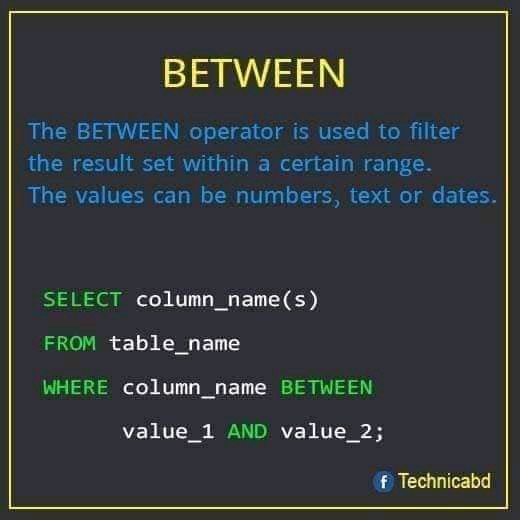 BETWEEN
The BETWEEN operator is used to filter
the result set within a certain range.
The values can be numbers, text or dates.
SELECT column_name(s)
FROM table_name
WHERE column_name BETWEEN
value_1 AND value_2;
f Technicabd